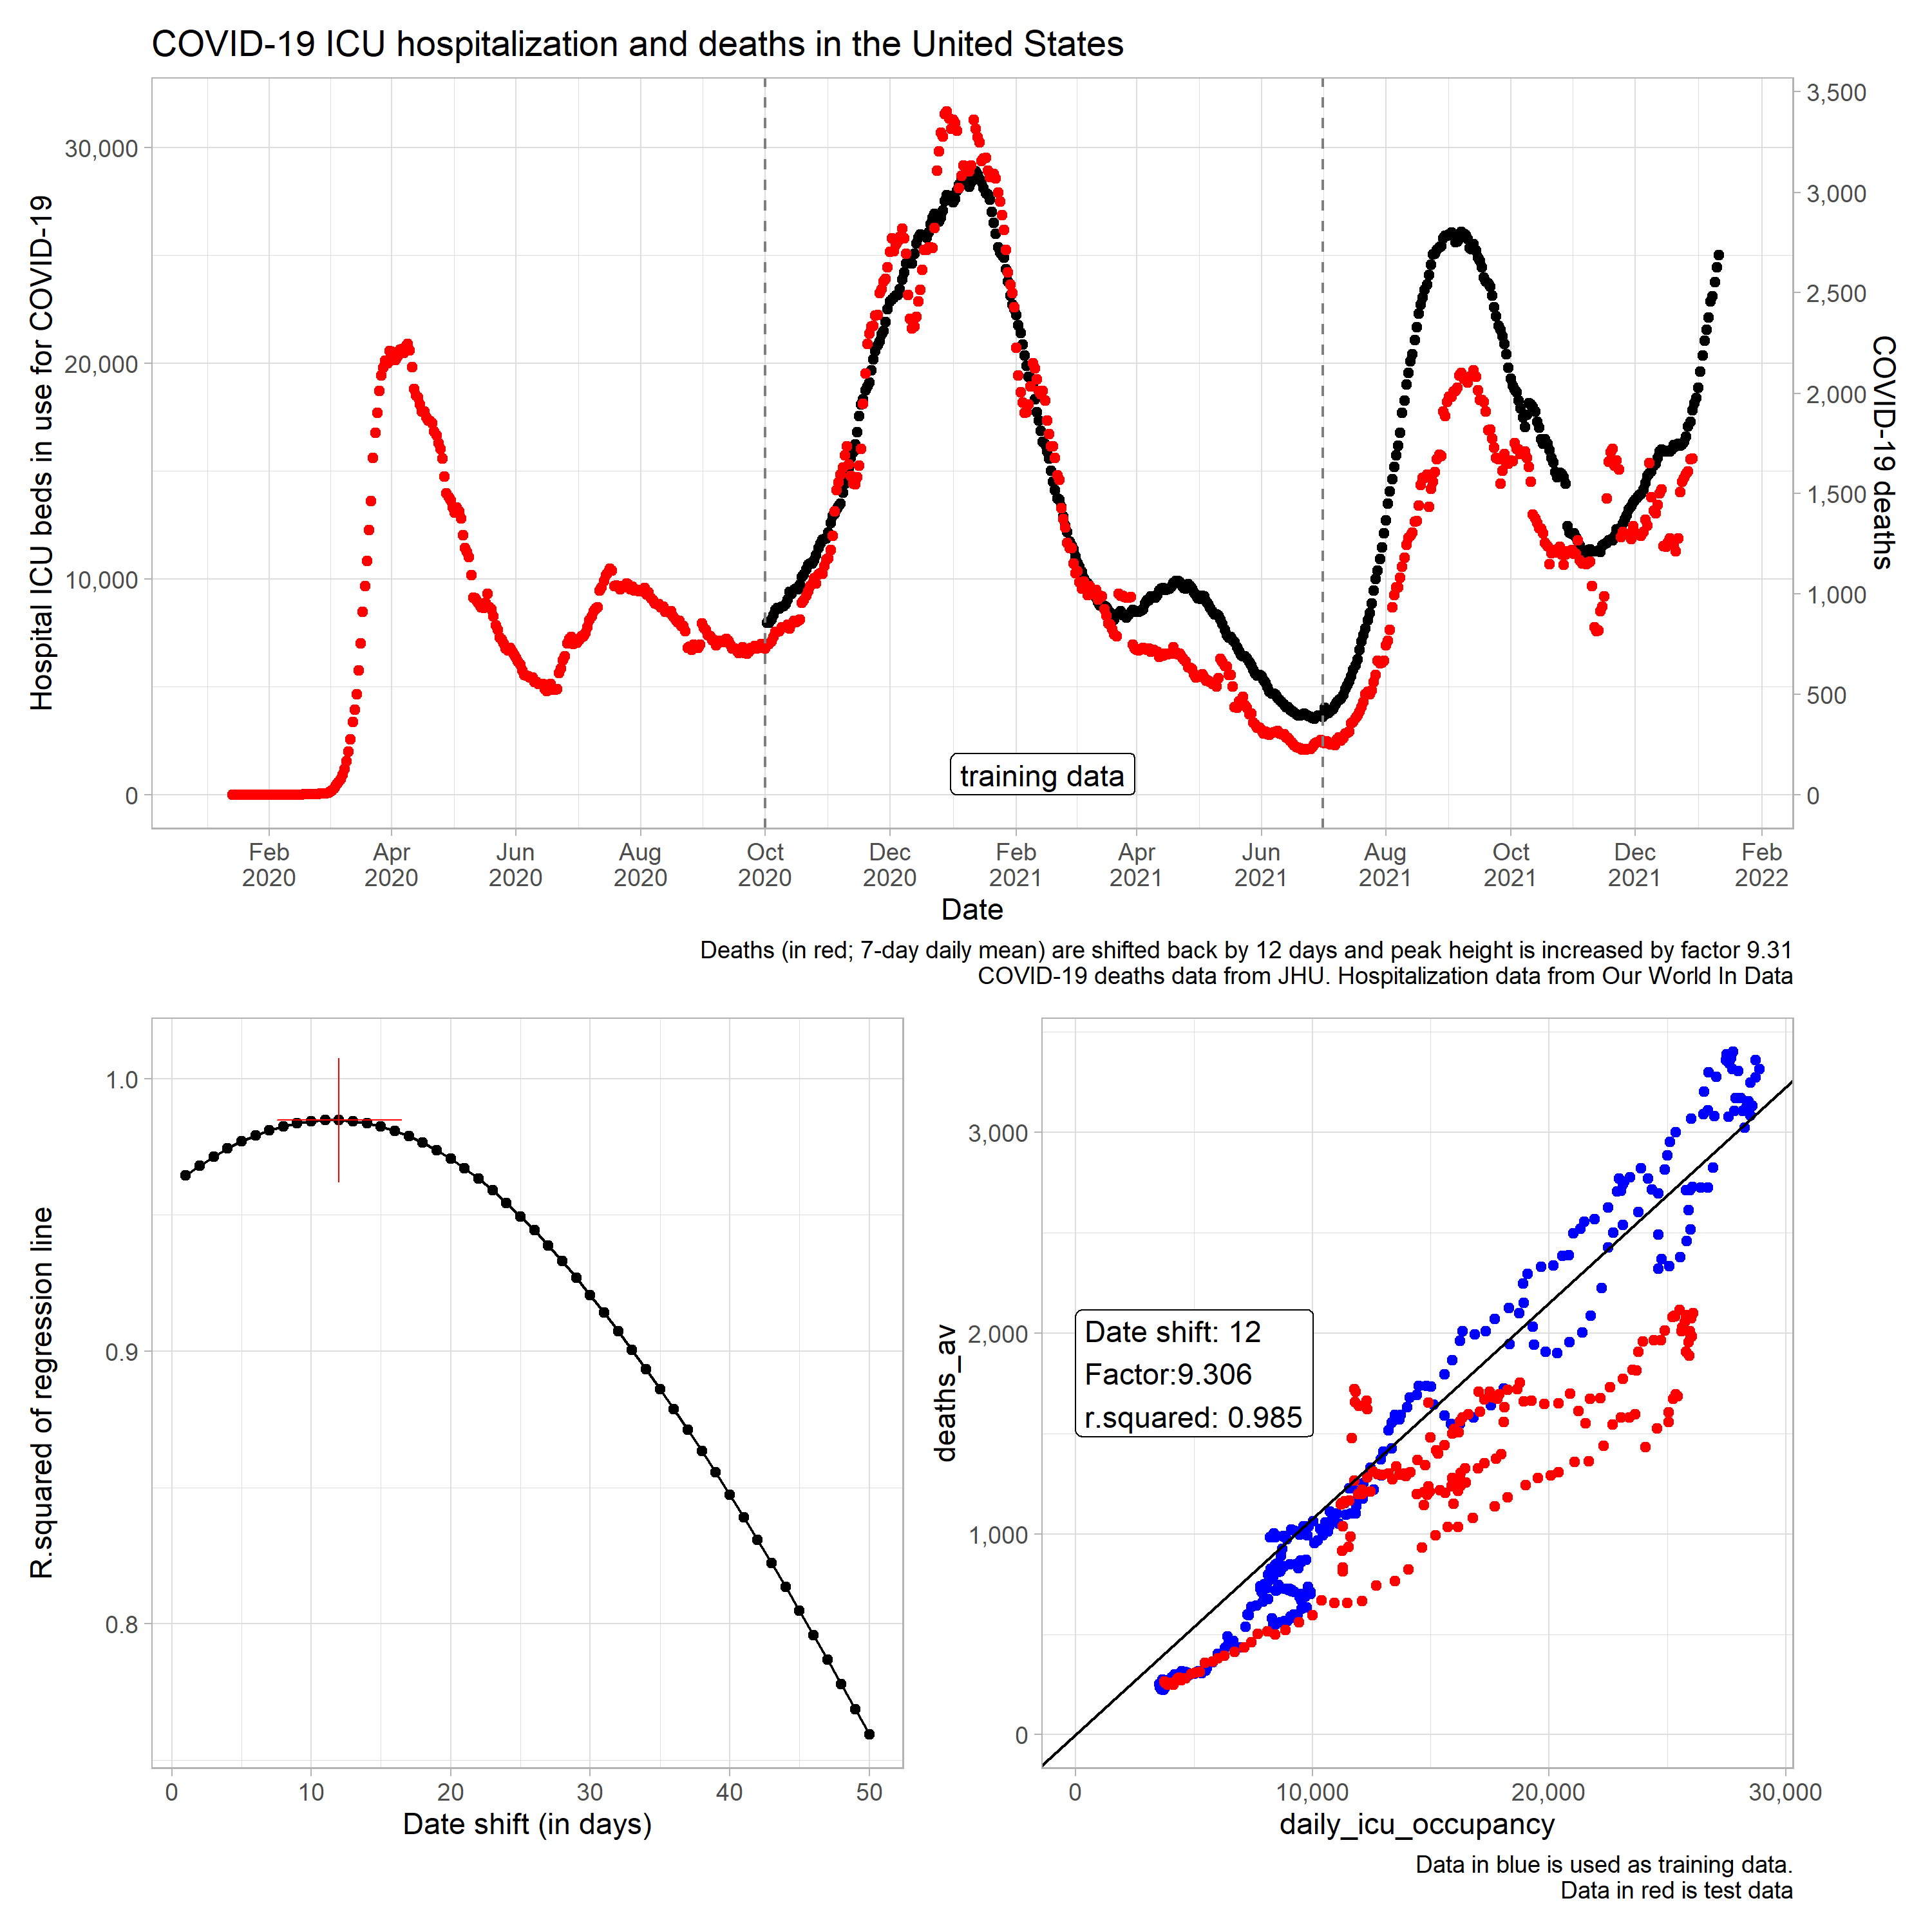 COVID-19 ICU hospitalization and deaths in the United States
Hospital ICU beds in use for COVID-19
30,000
20,000
10,000
0
3,500
3,000
2,500
2,000
1,500
1,000
500
0
COVID-19 deaths
training data
Feb Apr Jun Aug Oct Dec Feb Apr Jun Aug Oct Dec Feb
2020 2020 2020 2020 2020 2020 2021 2021 2021 2021 2021 2021 2022
Date
Deaths (in red; 7-day daily mean) are shifted back by 12 days and peak height is increased by factor 9.31
COVID-19 deaths data from JHU. Hospitalization data from Our World In Data
R.squared of regression line
1.0
0.9
0.8
0 10 20 30 40 50
Date shift (in days)
deaths_av
3,000
2,000
1,000
0
Date shift: 12
Factor:9.306
r.squared: 0.985
0 10,000 20,000 30,000
daily_icu_occupancy
Data in blue is used as training data.
Data in red is test data